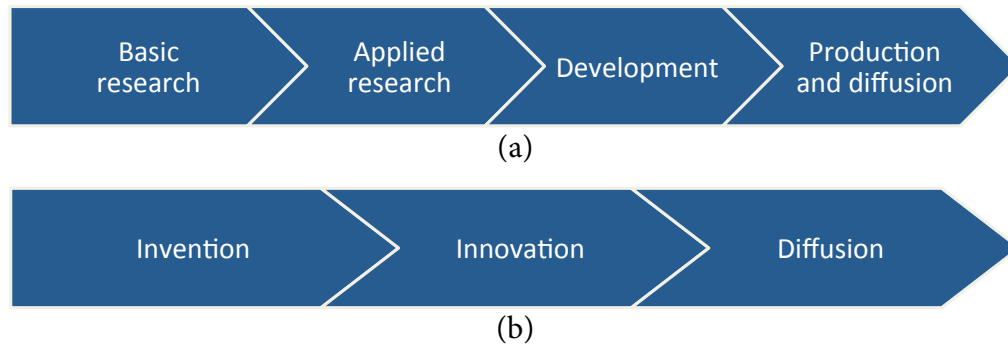 Basic
research
Applied
research
Development
Production
and diffusion
(a)
Invention
Innovation
Diffusion
(b)